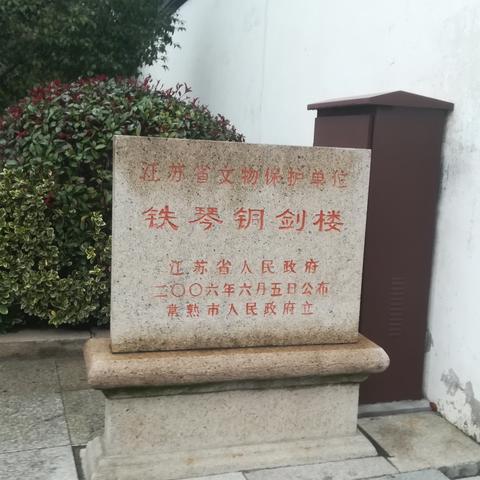 江苏省文物保护单位
铁琴铜剑楼
江苏省人民政府
二〇〇六年六月五日公布
常熟市人民政府立